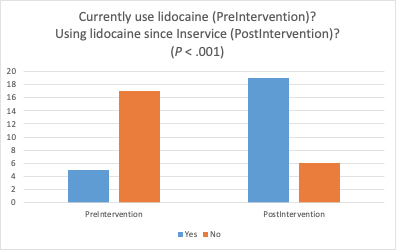 Currently use lidocaine (PreIntervention)?
Using lidocaine since Inservice (PostIntervention)?
(P < .001)
20
18
16
14
12
10
8
6
4
2
0
PreIntervention
PostIntervention
Yes
No